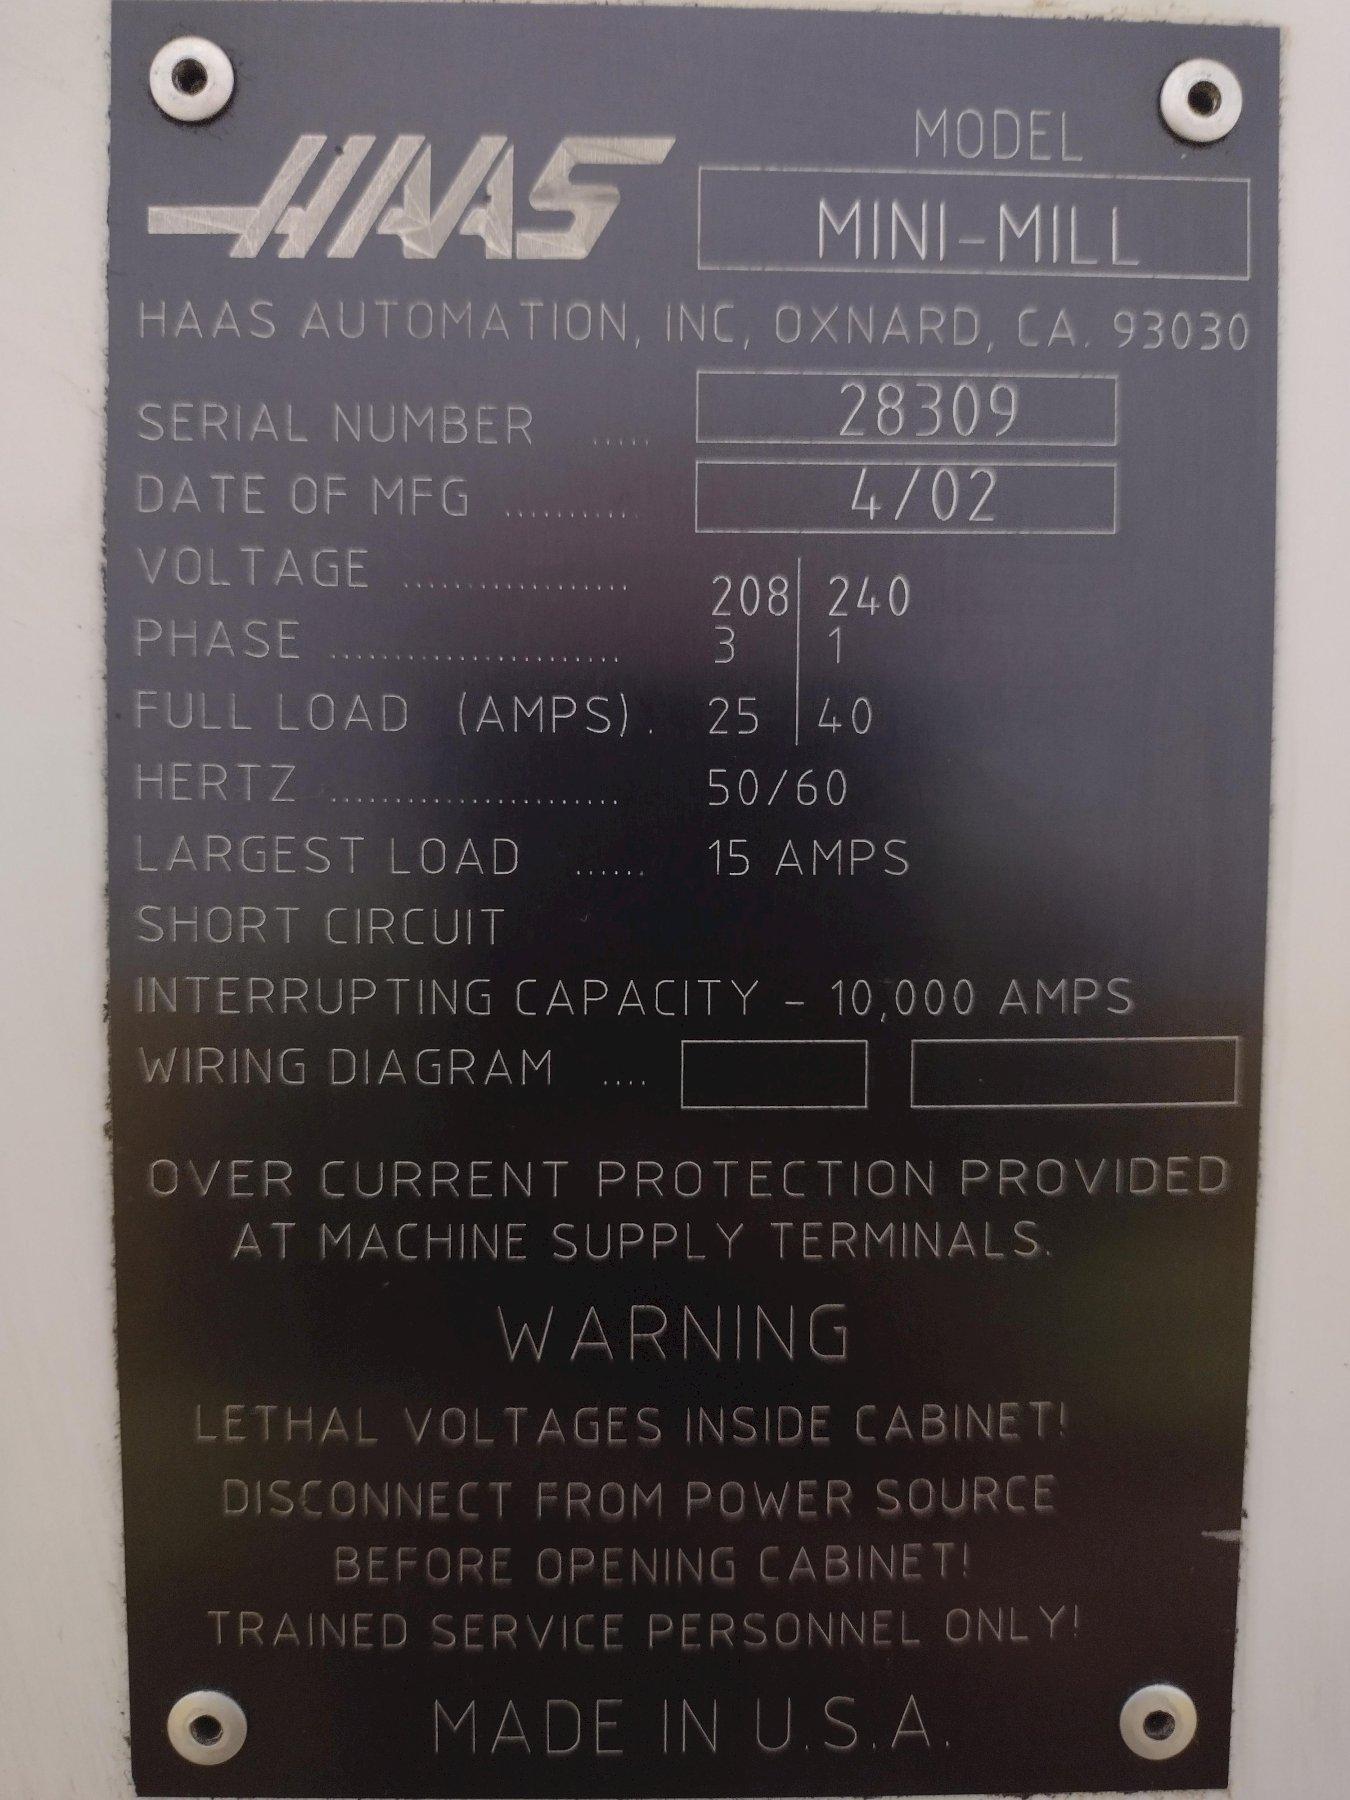 HAAS
MODEL
MINI-MILL
HAAS AUTOMATION, INC, OXNARD, CA. 93030
SERIAL NUMBER ..... 28309
DATE OF MFG .......... 4/02
VOLTAGE ................. 208 | 240
PHASE ...................... 3 | 1
FULL LOAD (AMPS) . 25 | 40
HERTZ ...................... 50/60
LARGEST LOAD ...... 15 AMPS
SHORT CIRCUIT
INTERRUPTING CAPACITY - 10,000 AMPS
WIRING DIAGRAM ....
OVER CURRENT PROTECTION PROVIDED
AT MACHINE SUPPLY TERMINALS.
WARNING
LETHAL VOLTAGES INSIDE CABINET!
DISCONNECT FROM POWER SOURCE
BEFORE OPENING CABINET!
TRAINED SERVICE PERSONNEL ONLY!
MADE IN U.S.A.